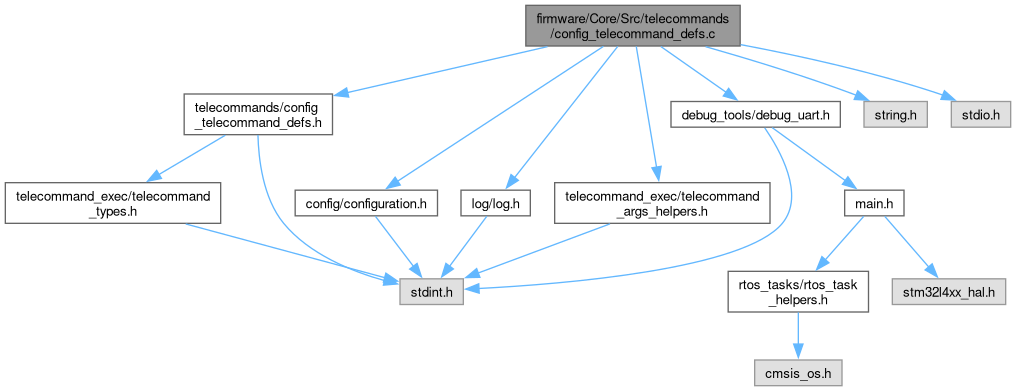 firmware/Core/Src/telecommands
/config_telecommand_defs.c
telecommands/config
_telecommand_defs.h
debug_tools/debug_uart.h
string.h
stdio.h
telecommand_exec/telecommand
_types.h
config/configuration.h
log/log.h
telecommand_exec/telecommand
_args_helpers.h
main.h
stdint.h
rtos_tasks/rtos_task
_helpers.h
stm32l4xx_hal.h
cmsis_os.h